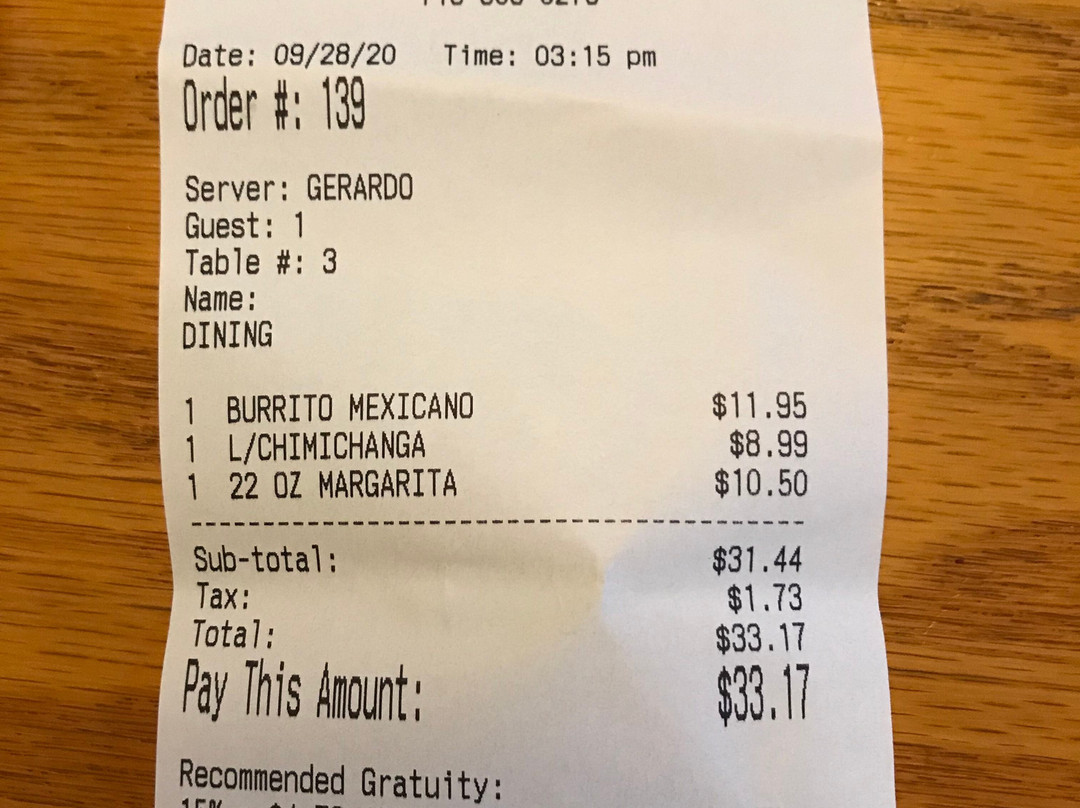 Date: 09/28/20 Time: 03:15 pm
Order #: 139
Server: GERARDO
Guest: 1
Table #: 3
Name:
DINING
1 BURRITO MEXICANO $11.95
1 L/CHIMICHANGA $8.99
1 22 OZ MARGARITA $10.50
Sub-total: $31.44
Tax: $1.73
Total: $33.17
Pay This Amount: $33.17
Recommended Gratuity: